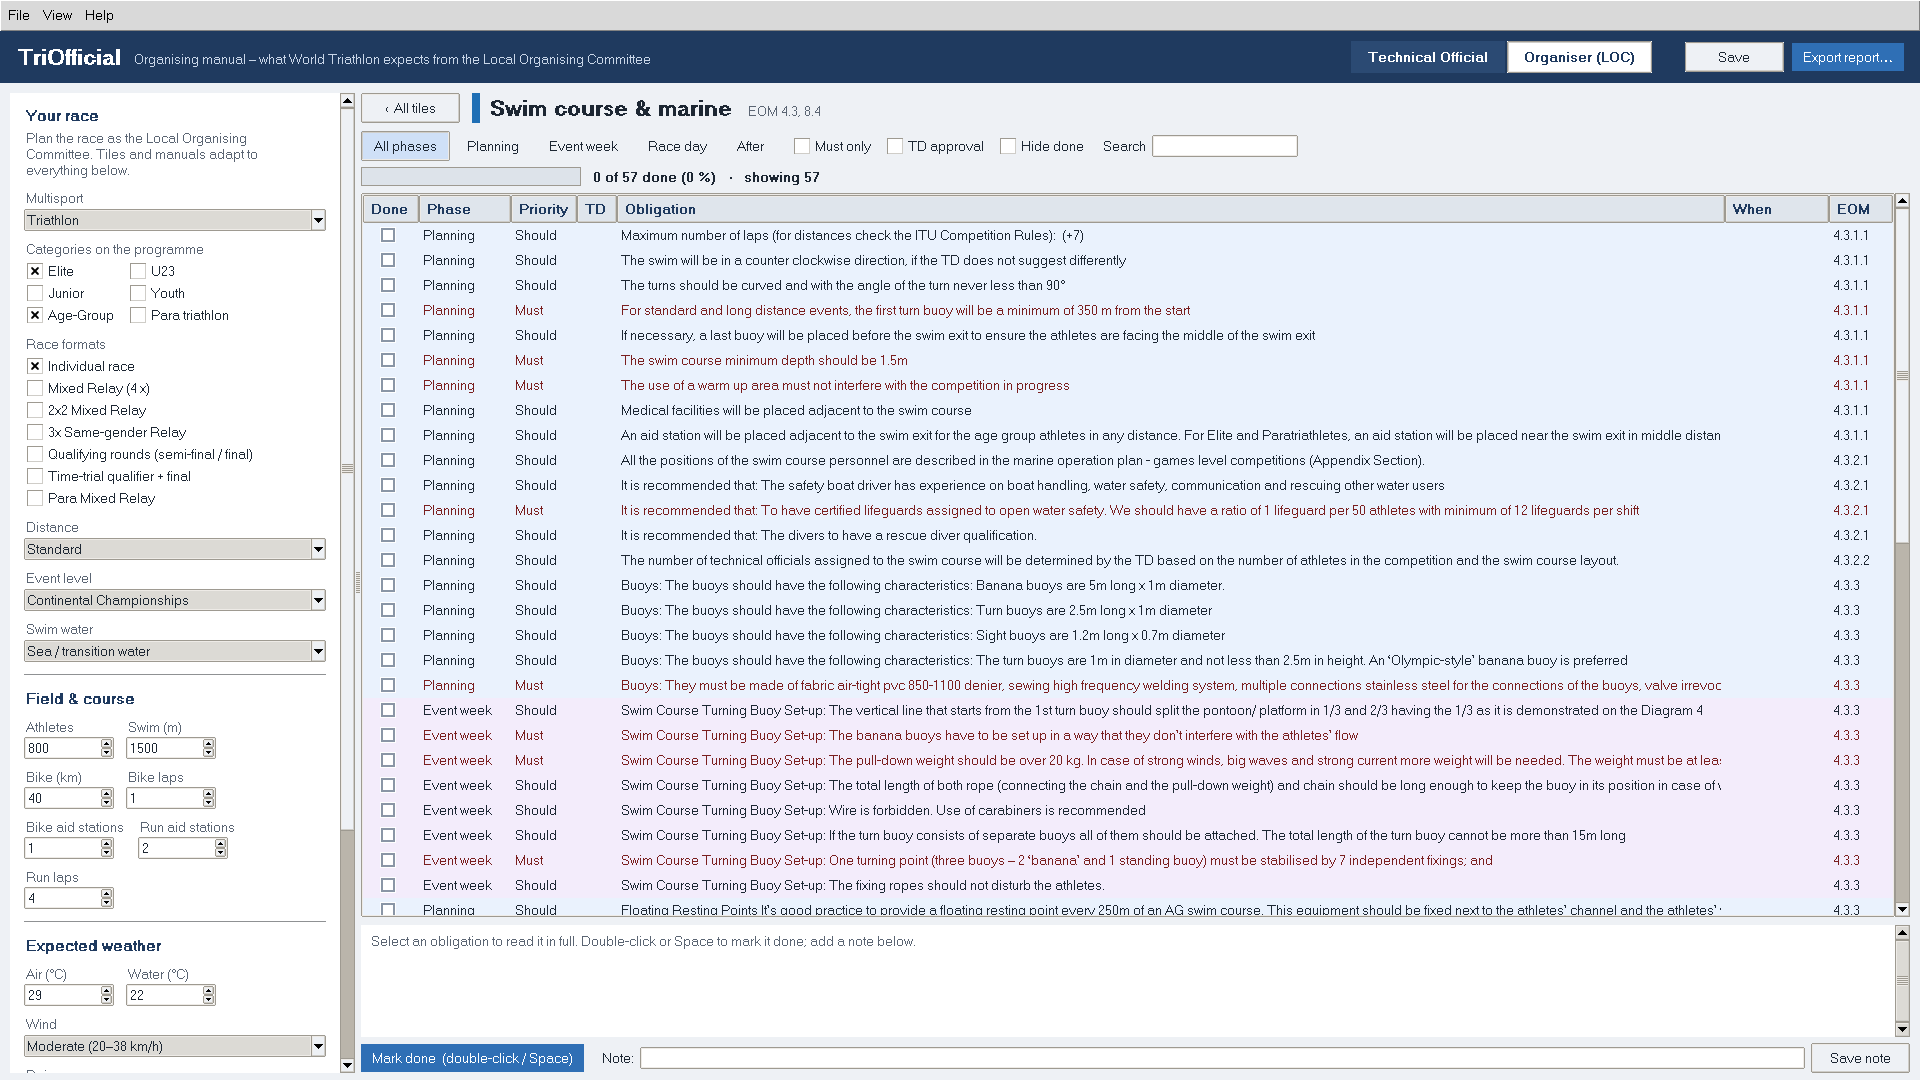 File View Help
TriOfficial Organising manual – what World Triathlon expects from the Local Organising Committee
Technical Official Organiser (LOC) Save Export report...
Your race
Plan the race as the Local Organising
Committee. Tiles and manuals adapt to
everything below.
Multisport
Triathlon
Categories on the programme
Elite U23
Junior Youth
Age-Group Para triathlon
Race formats
Individual race
Mixed Relay (4 x)
2x2 Mixed Relay
3x Same-gender Relay
Qualifying rounds (semi-final / final)
Time-trial qualifier + final
Para Mixed Relay
Distance
Standard
Event level
Continental Championships
Swim water
Sea / transition water
Field & course
Athletes Swim (m)
800 1500
Bike (km) Bike laps
40 1
Bike aid stations Run aid stations
1 2
Run laps
4
Expected weather
Air (°C) Water (°C)
29 22
Wind
Moderate (20–38 km/h)
‹ All tiles Swim course & marine EOM 4.3, 8.4
All phases Planning Event week Race day After Must only TD approval Hide done Search
0 of 57 done (0 %) · showing 57
Done Phase Priority TD Obligation When EOM
Planning Should Maximum number of laps (for distances check the ITU Competition Rules): (+7) 4.3.1.1
Planning Should The swim will be in a counter clockwise direction, if the TD does not suggest differently 4.3.1.1
Planning Should The turns should be curved and with the angle of the turn never less than 90° 4.3.1.1
Planning Must For standard and long distance events, the first turn buoy will be a minimum of 350 m from the start 4.3.1.1
Planning Should If necessary, a last buoy will be placed before the swim exit to ensure the athletes are facing the middle of the swim exit 4.3.1.1
Planning Must The swim course minimum depth should be 1.5m 4.3.1.1
Planning Must The use of a warm up area must not interfere with the competition in progress 4.3.1.1
Planning Should Medical facilities will be placed adjacent to the swim course 4.3.1.1
Planning Should An aid station will be placed adjacent to the swim exit for the age group athletes in any distance. For Elite and Paratriathletes, an aid station will be placed near the swim exit in middle distan 4.3.1.1
Planning Should All the positions of the swim course personnel are described in the marine operation plan - games level competitions (Appendix Section). 4.3.2.1
Planning Should It is recommended that: The safety boat driver has experience on boat handling, water safety, communication and rescuing other water users 4.3.2.1
Planning Must It is recommended that: To have certified lifeguards assigned to open water safety. We should have a ratio of 1 lifeguard per 50 athletes with minimum of 12 lifeguards per shift 4.3.2.1
Planning Should It is recommended that: The divers to have a rescue diver qualification. 4.3.2.1
Planning Should The number of technical officials assigned to the swim course will be determined by the TD based on the number of athletes in the competition and the swim course layout. 4.3.2.2
Planning Should Buoys: The buoys should have the following characteristics: Banana buoys are 5m long x 1m diameter. 4.3.3
Planning Should Buoys: The buoys should have the following characteristics: Turn buoys are 2.5m long x 1m diameter 4.3.3
Planning Should Buoys: The buoys should have the following characteristics: Sight buoys are 1.2m long x 0.7m diameter 4.3.3
Planning Should Buoys: The buoys should have the following characteristics: The turn buoys are 1m in diameter and not less than 2.5m in height. An ‘Olympic-style’ banana buoy is preferred 4.3.3
Planning Must Buoys: They must be made of fabric air-tight pvc 850-1100 denier, sewing high frequency welding system, multiple connections stainless steel for the connections of the buoys, valve irrevoc 4.3.3
Event week Should Swim Course Turning Buoy Set-up: The vertical line that starts from the 1st turn buoy should split the pontoon/ platform in 1/3 and 2/3 having the 1/3 as it is demonstrated on the Diagram 4 4.3.3
Event week Must Swim Course Turning Buoy Set-up: The banana buoys have to be set up in a way that they don’t interfere with the athletes’ flow 4.3.3
Event week Must Swim Course Turning Buoy Set-up: The pull-down weight should be over 20 kg. In case of strong winds, big waves and strong current more weight will be needed. The weight must be at leas 4.3.3
Event week Should Swim Course Turning Buoy Set-up: The total length of both rope (connecting the chain and the pull-down weight) and chain should be long enough to keep the buoy in its position in case of 4.3.3
Event week Should Swim Course Turning Buoy Set-up: Wire is forbidden. Use of carabiners is recommended 4.3.3
Event week Should Swim Course Turning Buoy Set-up: If the turn buoy consists of separate buoys all of them should be attached. The total length of the turn buoy cannot be more than 15m long 4.3.3
Event week Must Swim Course Turning Buoy Set-up: One turning point (three buoys – 2 ‘banana’ and 1 standing buoy) must be stabilised by 7 independent fixings; and 4.3.3
Event week Should Swim Course Turning Buoy Set-up: The fixing ropes should not disturb the athletes. 4.3.3
Planning Should Floating Resting Points It’s good practice to provide a floating resting point every 250m of an AG swim course. This equipment should be fixed next to the athletes’ channel and the athletes’ 4.3.3
Select an obligation to read it in full. Double-click or Space to mark it done; add a note below.
Mark done (double-click / Space) Note: Save note